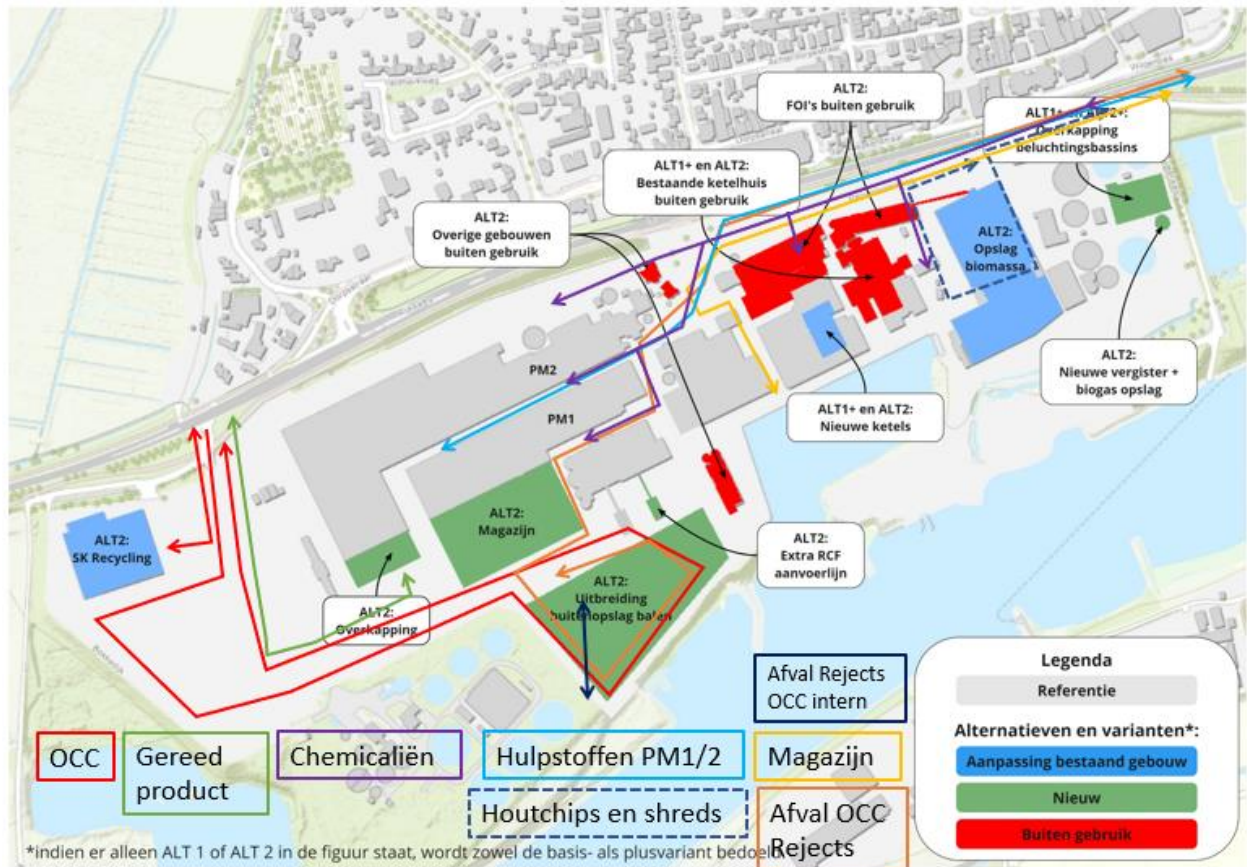 ALT2:
FOI's buiten gebruik
ALT1+ en ALT2+:
Overkapping
beluchtingsbassins
ALT1+ en ALT2:
Bestaande ketelhuis
buiten gebruik
ALT2:
Overige gebouwen
buiten gebruik
ALT2:
Opslag
biomassa
PM2
PM1
ALT2:
Nieuwe vergister +
biogas opslag
ALT1+ en ALT2:
Nieuwe ketels
ALT2:
SK Recycling
ALT2:
Magazijn
ALT2:
Extra RCF
aanvoerlijn
ALT2:
Overkapping
ALT2:
Uitbreiding
buitenopslag balen
Afval Rejects
OCC intern
OCC
Gereed
product
Chemicaliën
Hulpstoffen PM1/2
Magazijn
Houtchips en shreds
Afval OCC
Rejects
Legenda
Referentie
Alternatieven en varianten*:
Aanpassing bestaand gebouw
Nieuw
Buiten gebruik
*indien er alleen ALT 1 of ALT 2 in de figuur staat, wordt zowel de basis- als plusvariant